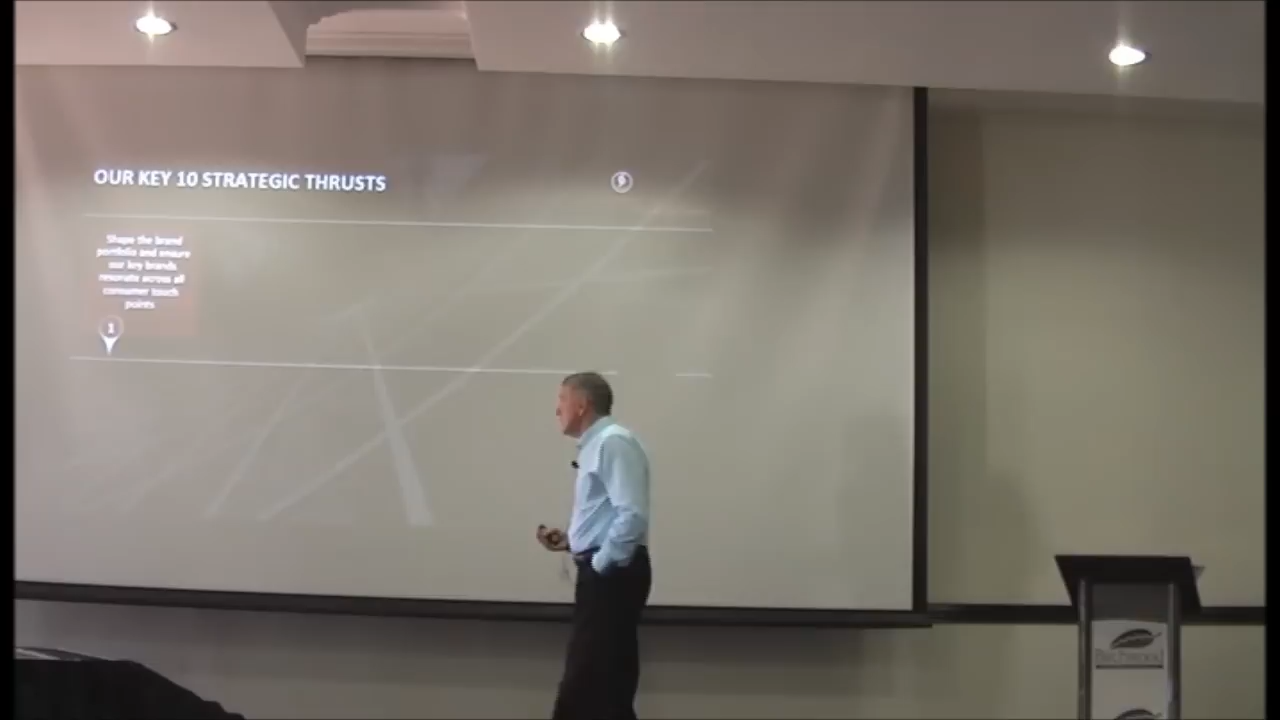 OUR KEY 10 STRATEGIC THRUSTS
Shape the brand
portfolio and ensure
our key brands
resonate across all
consumer touch
points
1
Birchwood